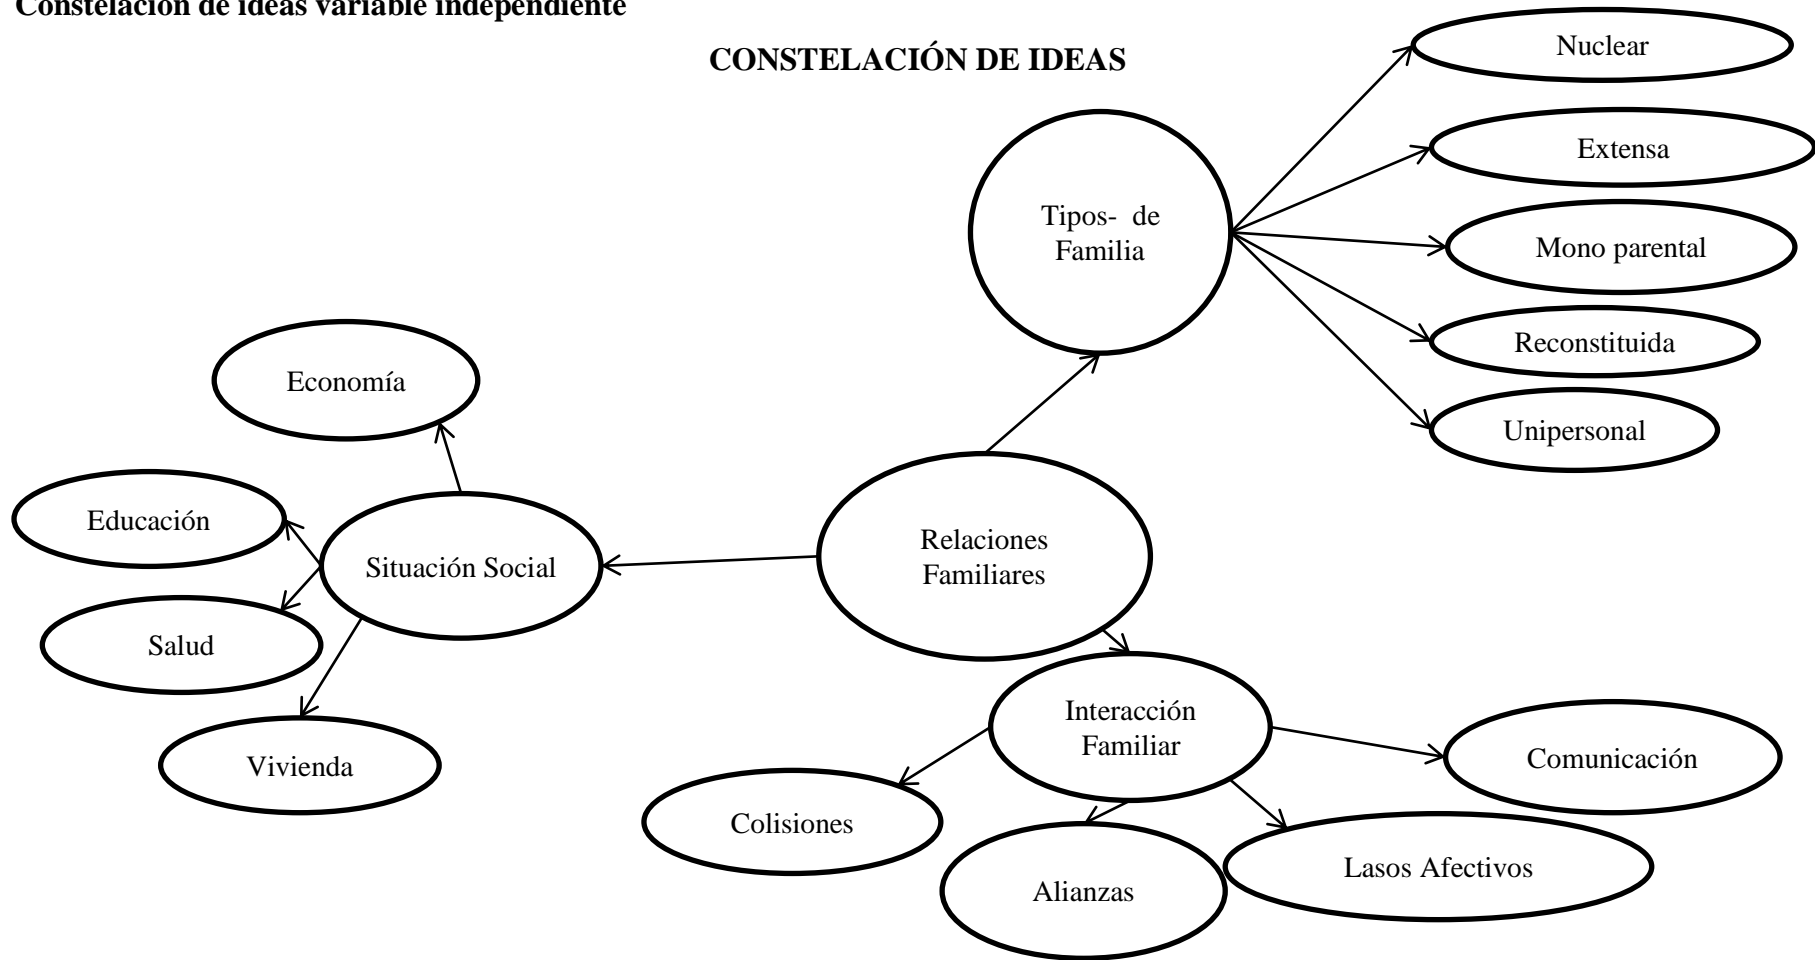 Constelación de ideas variable independiente
CONSTELACIÓN DE IDEAS
Nuclear
Extensa
Tipos-  de
Familia
Mono parental
Reconstituida
Economía
Unipersonal
Educación
Relaciones
Familiares
Situación Social
Salud
Interacción
Familiar
Vivienda
Comunicación
Colisiones
Lasos Afectivos
Alianzas